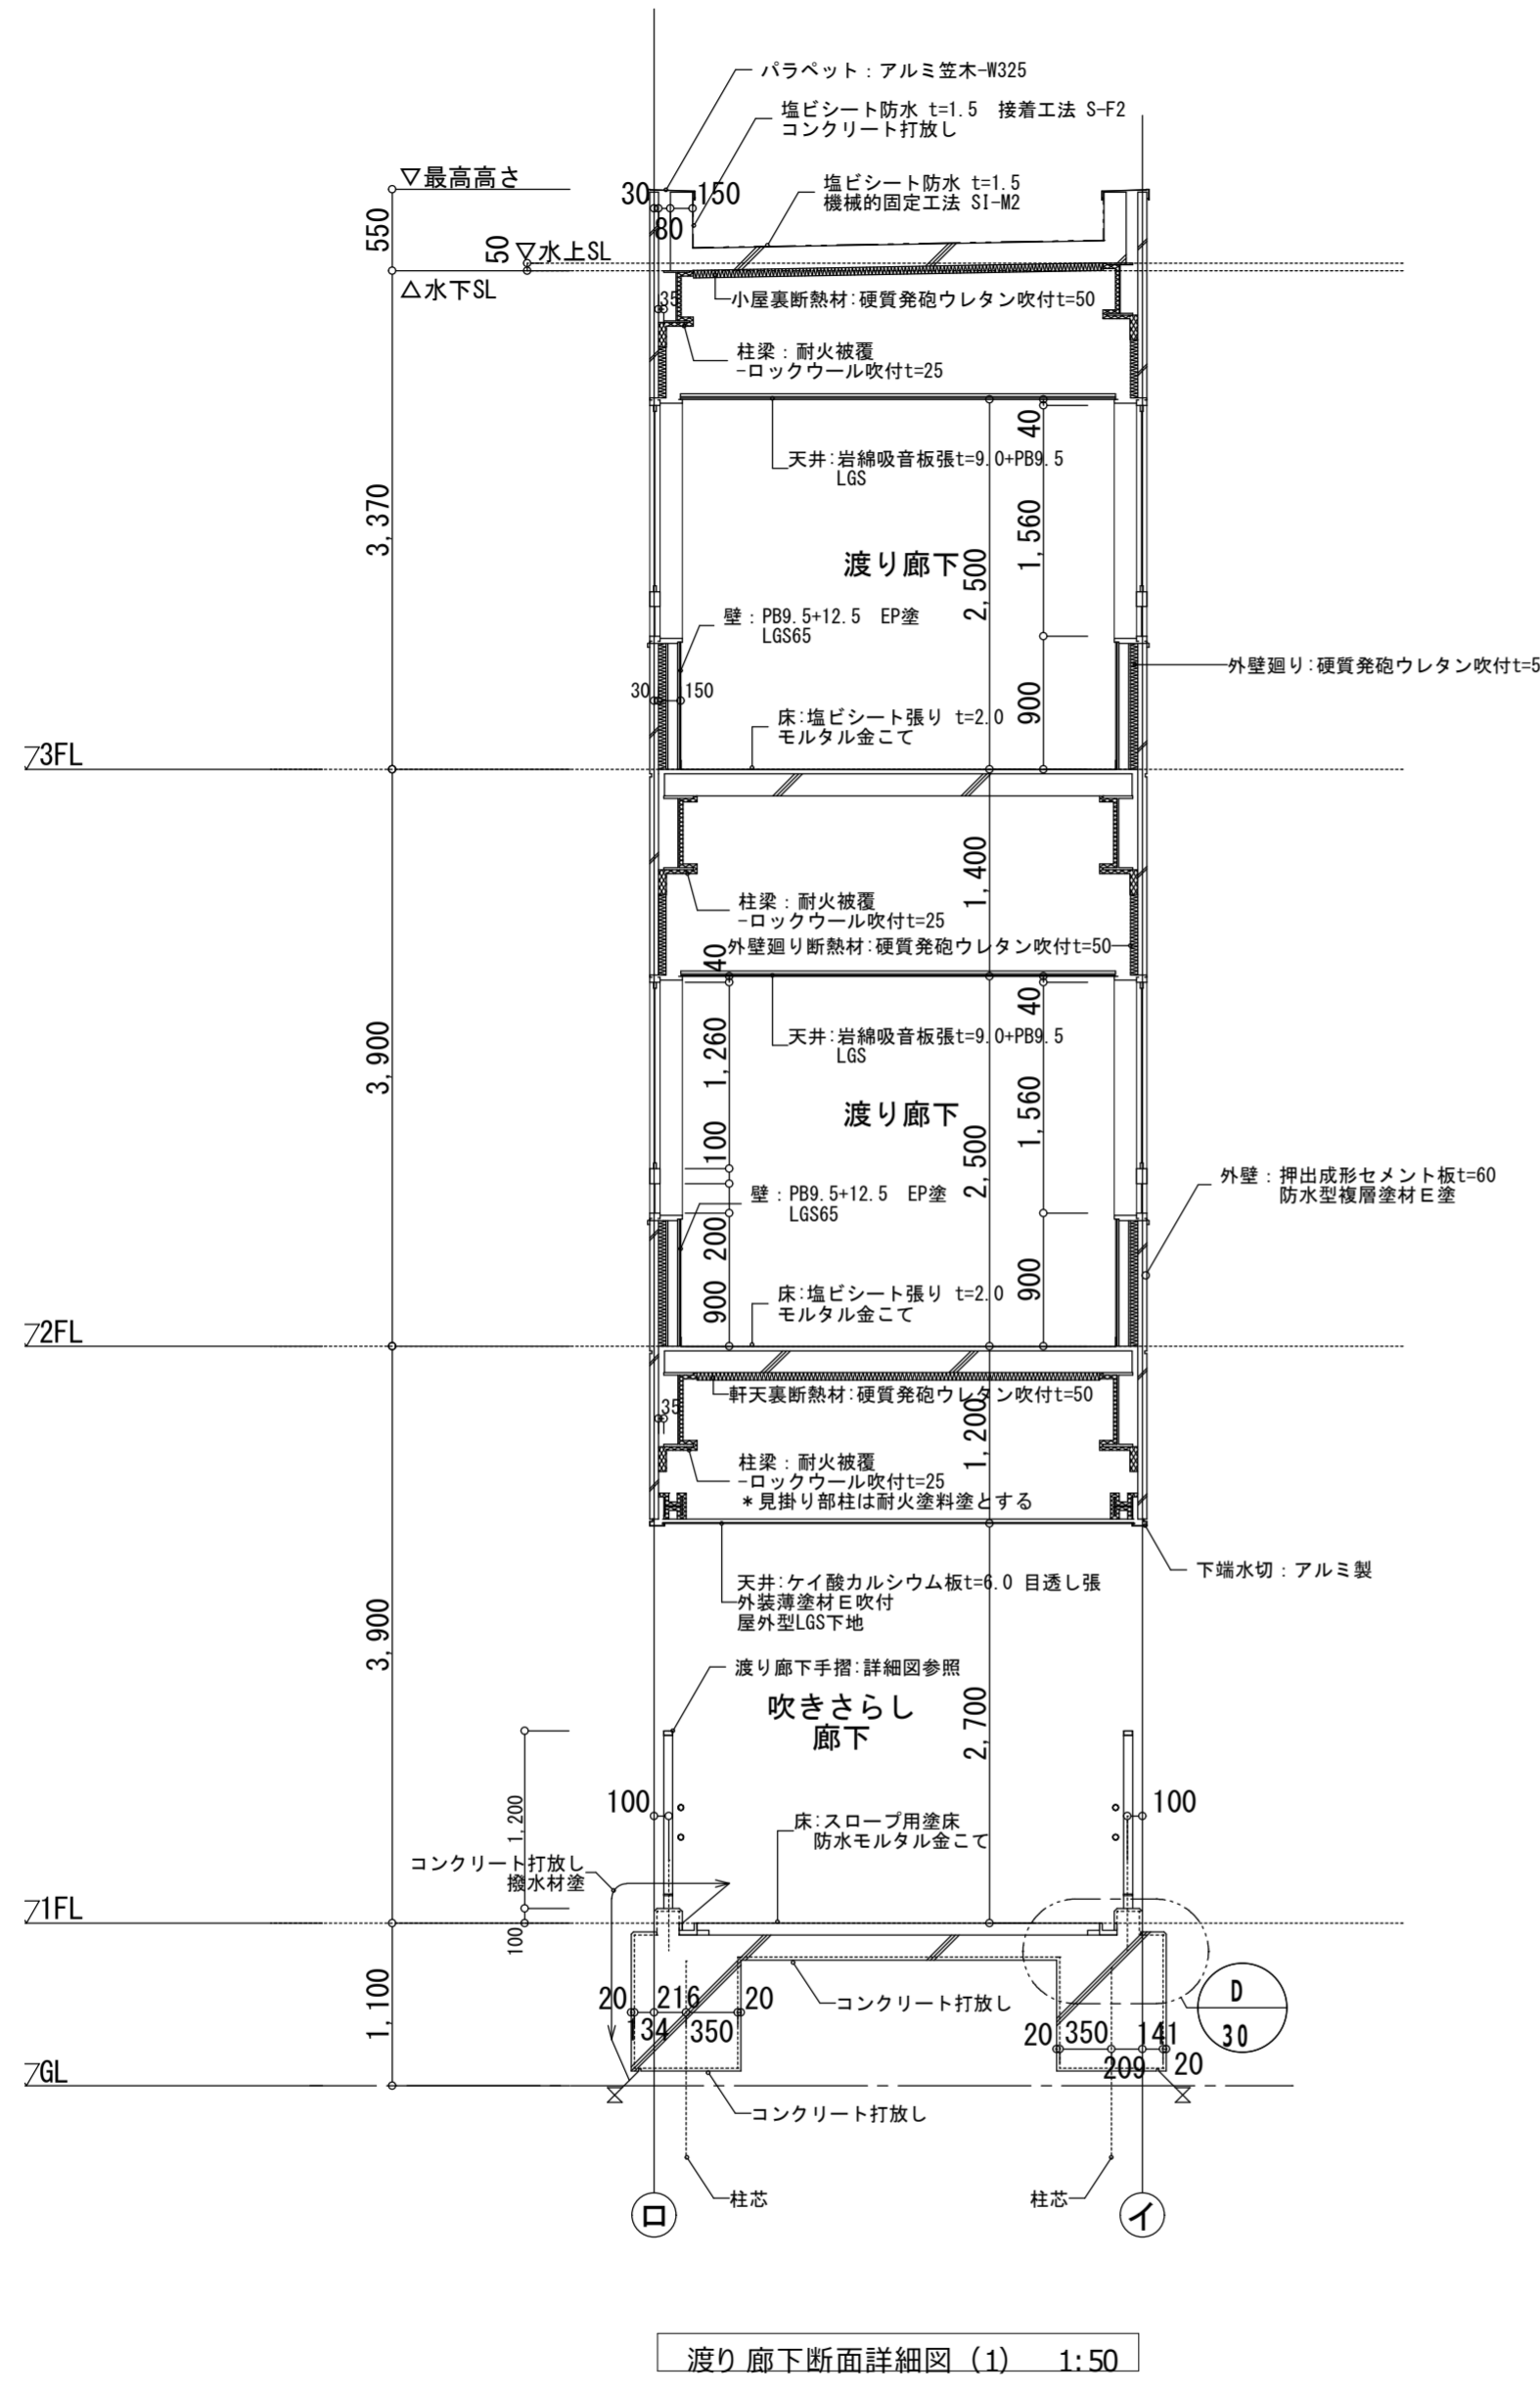 パラペット：アルミ笠木-W325
塩ビシート防水 t=1.5　接着工法 S-F2
コンクリート打放し
▽最高高さ
30
150
80
塩ビシート防水 t=1.5
機械的固定工法 SI-M2
550
50
▽水上SL
△水下SL
35
小屋裏断熱材:硬質発砲ウレタン吹付t=50
柱梁：耐火被覆
-ロックウール吹付t=25
40
天井:岩綿吸音板張t=9.0+PB9.5
LGS
3,370
1,560
渡り廊下
2,500
壁：PB9.5+12.5　EP塗
LGS65
外壁廻り:硬質発砲ウレタン吹付t=5
30
150
900
床:塩ビシート張り t=2.0
モルタル金こて
3FL
1,400
柱梁：耐火被覆
-ロックウール吹付t=25
外壁廻り断熱材:硬質発砲ウレタン吹付t=50
40
40
天井:岩綿吸音板張t=9.0+PB9.5
LGS
3,900
1,260
1,560
渡り廊下
100
2,500
外壁：押出成形セメント板t=60
防水型複層塗材Ｅ塗
壁：PB9.5+12.5　EP塗
LGS65
200
900
900
床:塩ビシート張り t=2.0
モルタル金こて
2FL
軒天裏断熱材:硬質発砲ウレタン吹付t=50
35
1,200
柱梁：耐火被覆
-ロックウール吹付t=25
＊見掛り部柱は耐火塗料塗とする
下端水切：アルミ製
天井:ケイ酸カルシウム板t=6.0 目透し張
外装薄塗材Ｅ吹付
屋外型LGS下地
3,900
渡り廊下手摺:詳細図参照
吹きさらし
廊下
2,700
100
100
1,200
床:スロープ用塗床
防水モルタル金こて
コンクリート打放し
撥水材塗
1FL
100
1,100
20
216
20
134
350
コンクリート打放し
D
30
20
350
141
209
20
GL
コンクリート打放し
柱芯
柱芯
ロ
イ
渡り廊下断面詳細図（1）　1:50